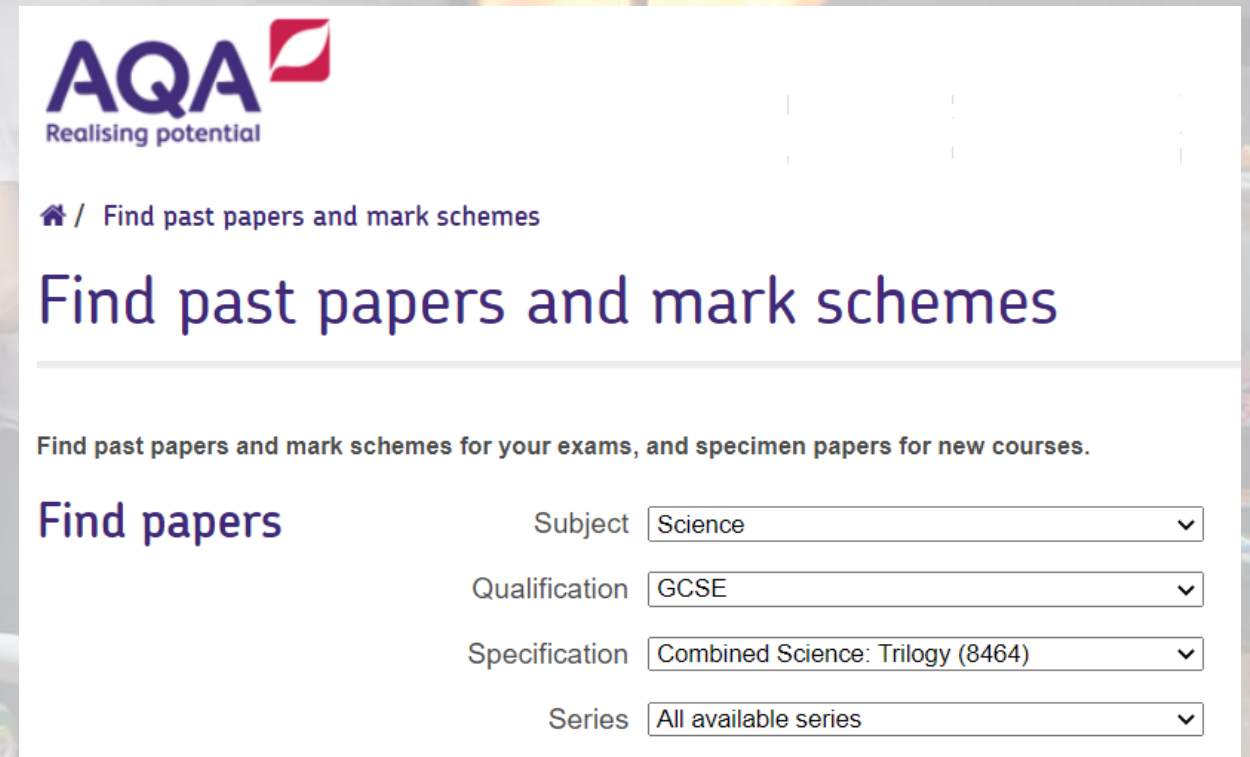 AQA
Realising potential
/ Find past papers and mark schemes
Find past papers and mark schemes
Find past papers and mark schemes for your exams, and specimen papers for new courses.
Find papers
Subject Science
Qualification GCSE
Specification Combined Science: Trilogy (8464)
Series All available series